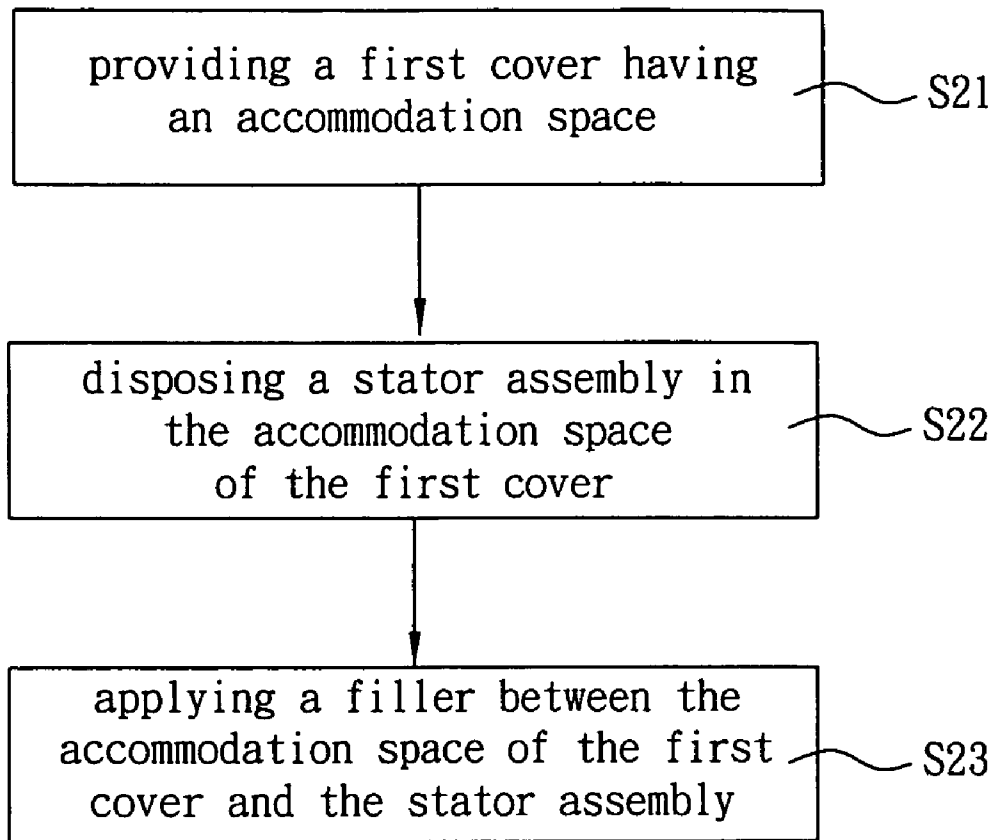 providing a first cover having
an accommodation space
S21
disposing a stator assembly in
the accommodation space
of the first cover
S22
applying a filler between the
accommodation space of the first
cover and the stator assembly
S23